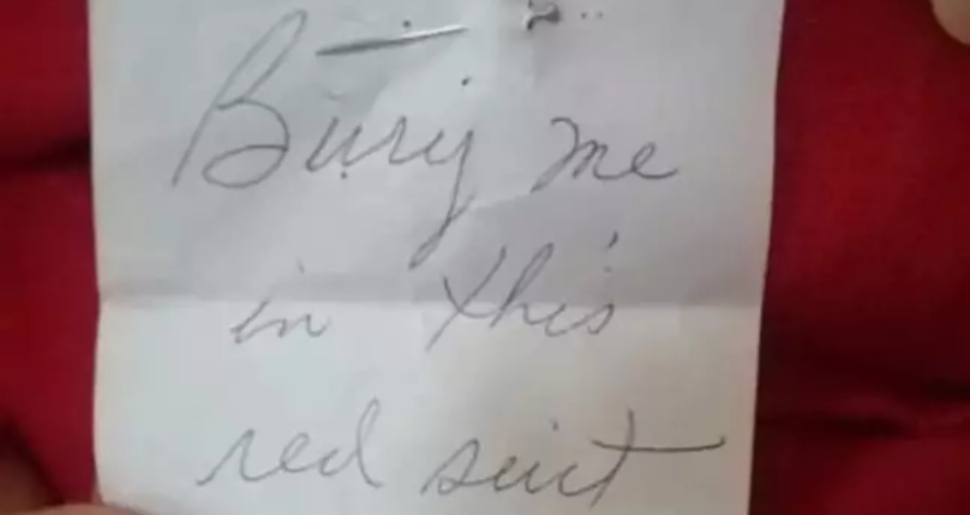 Bury me
in this
red suit